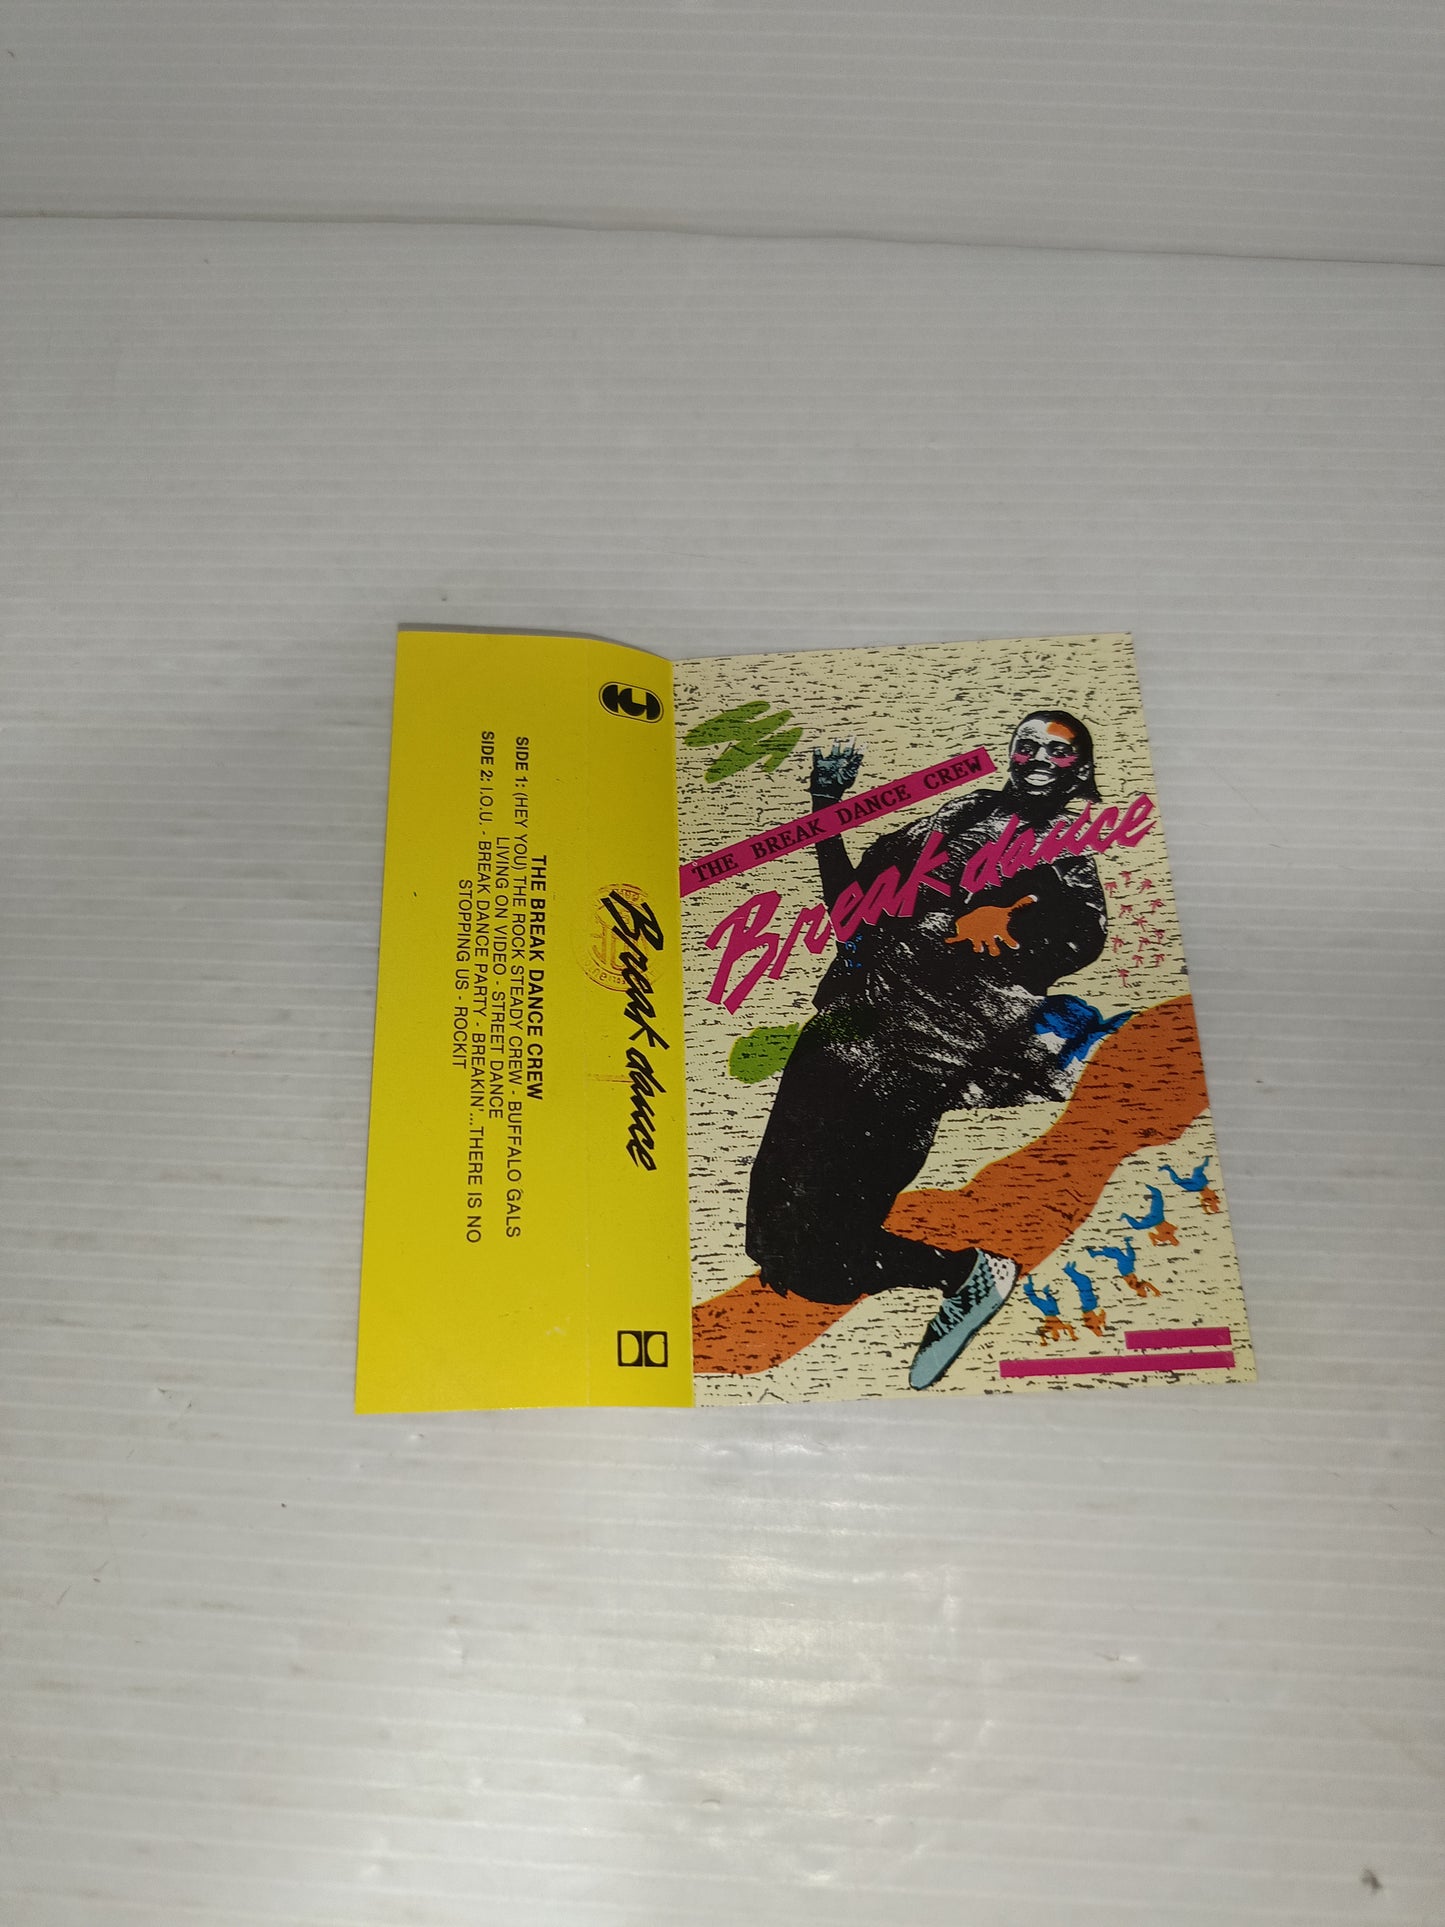 THE BREAK DANCE CREW
Break dance
Break dance
THE BREAK DANCE CREW
SIDE 1: (HEY YOU) THE ROCK STEADY CREW - BUFFALO GALS
LIVING ON VIDEO - STREET DANCE
SIDE 2: I.O.U. - BREAK DANCE PARTY - BREAKIN'...THERE IS NO
STOPPING US - ROCKIT